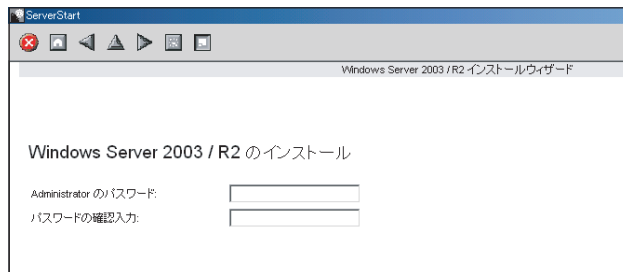 ServerStart
Windows Server 2003 / R2 インストールウィザード
Windows Server 2003 / R2 のインストール
Administrator のパスワード:
パスワードの確認入力: